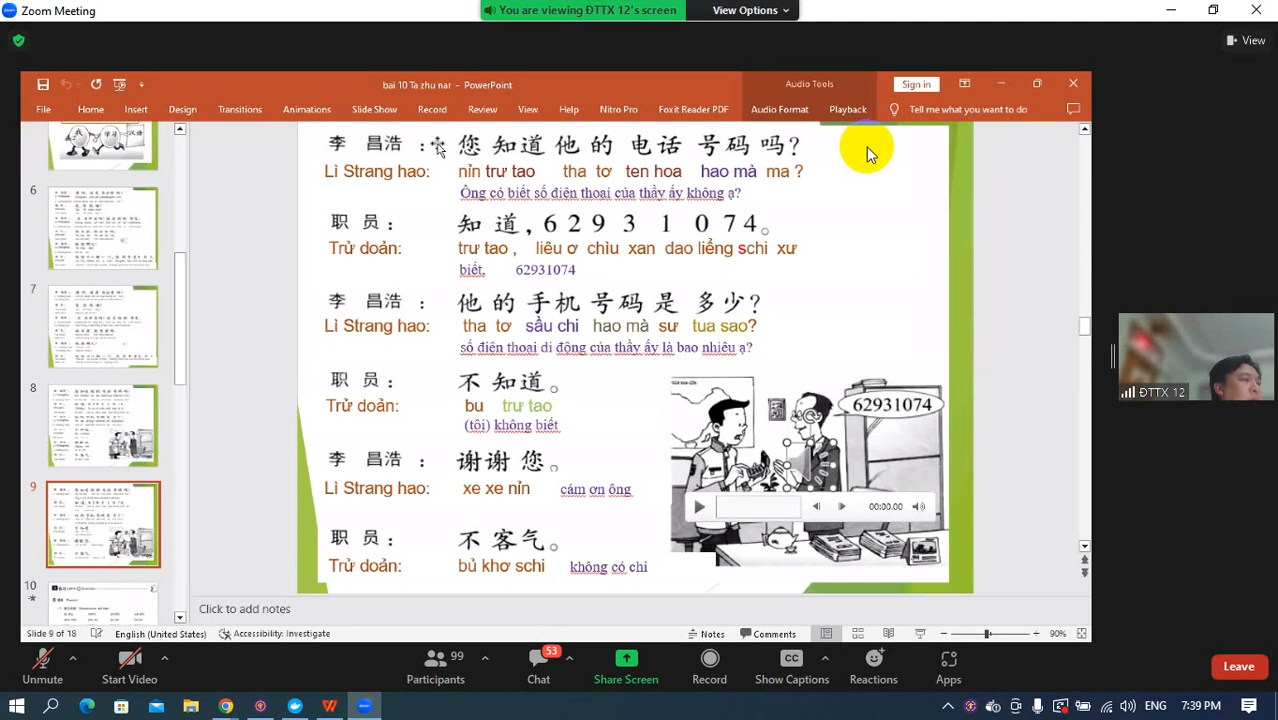 Zoom Meeting
You are viewing ĐTTX 12's screen
View Options
View
bai 10 Ta zhu nar - PowerPoint
Audio Tools
Sign in
File Home Insert Design Transitions Animations Slide Show Record Review View Help Nitro Pro Foxit Reader PDF Audio Format Playback Tell me what you want to do
6
7
8
9
10
李 昌浩 : 您 知道 他 的 电话 号码 吗?
Lì Strang hao: nỉn trư tao tha tơ ten hoa hao mà ma ?
Ông có biết số điện thoại của thầy ấy không ạ?
职 员 : 知 道 , 6 2 9 3 1 0 7 4 。
Trử doản: trư tao liêu ơ chìu xan dao liểng schi xư
biết, 62931074
李 昌浩 : 他 的 手机 号码 是 多少?
Lì Strang hao: tha tơ sầu chi hao mà sư tua sao?
số điện thoại di động của thầy ấy là bao nhiêu ạ?
职 员 : 不 知道 。
Trử doản: bu trư tao
(tôi) không biết
62931074
李 昌浩 : 谢谢 您 。
Lì Strang hao: xe xe nỉn cảm ơn ông
00:00.00
职 员 : 不 客气 。
Trử doản: bủ khơ schi không có chi
ĐTTX 12
Click to add notes
Slide 9 of 18 English (United States) Accessibility: Investigate Notes Comments 90%
99 53
Unmute Start Video Participants Chat Share Screen Record Show Captions Reactions Apps Leave
7:39 PM